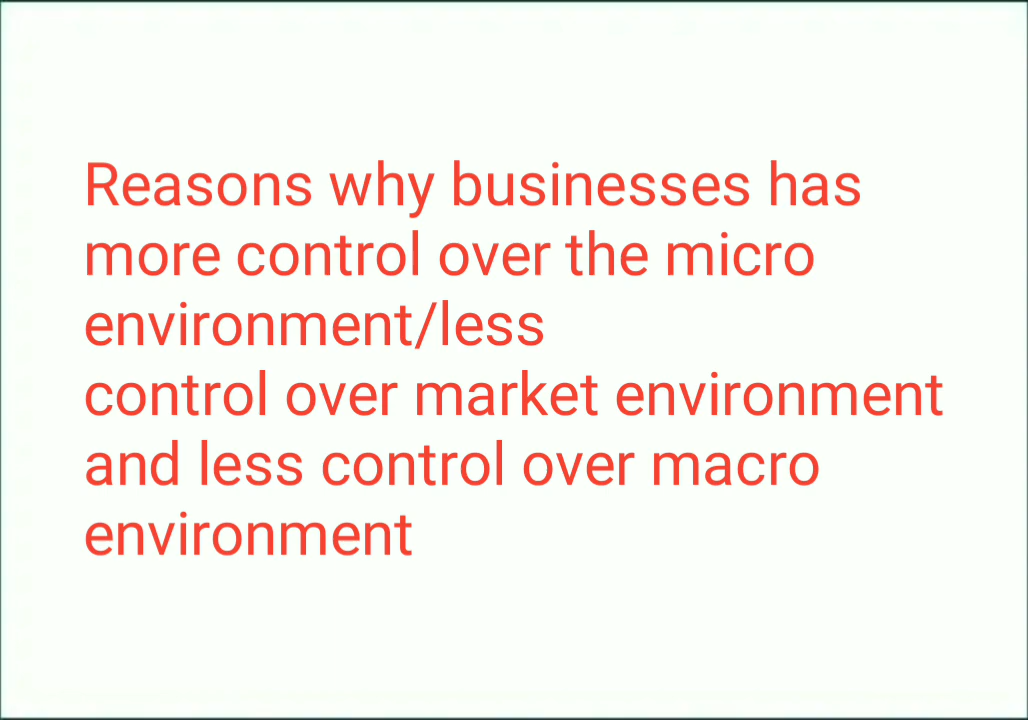 Reasons why businesses has
more control over the micro
environment/less
control over market environment
and less control over macro
environment